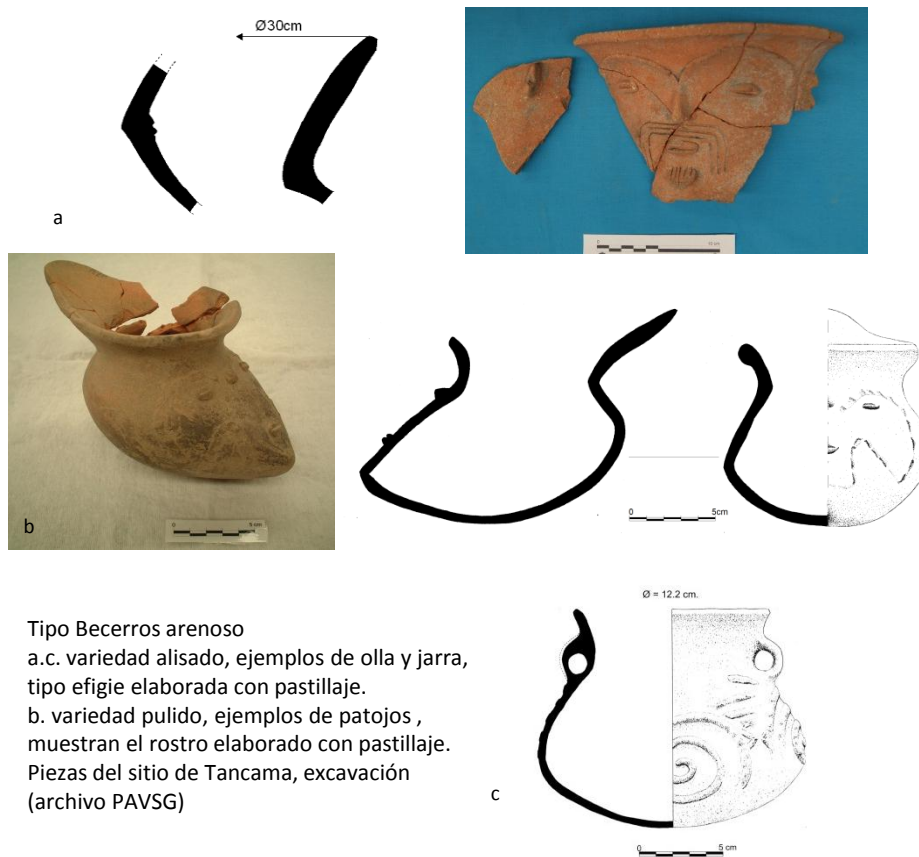 Ø30cm
a
b
0 5 cm
0 5cm
Tipo Becerros arenoso
a.c. variedad alisado, ejemplos de olla y jarra,
tipo efigie elaborada con pastillaje.
b. variedad pulido, ejemplos de patojos ,
muestran el rostro elaborado con pastillaje.
Piezas del sitio de Tancama, excavación
(archivo PAVSG)
Ø = 12.2 cm.
c
0 5 cm